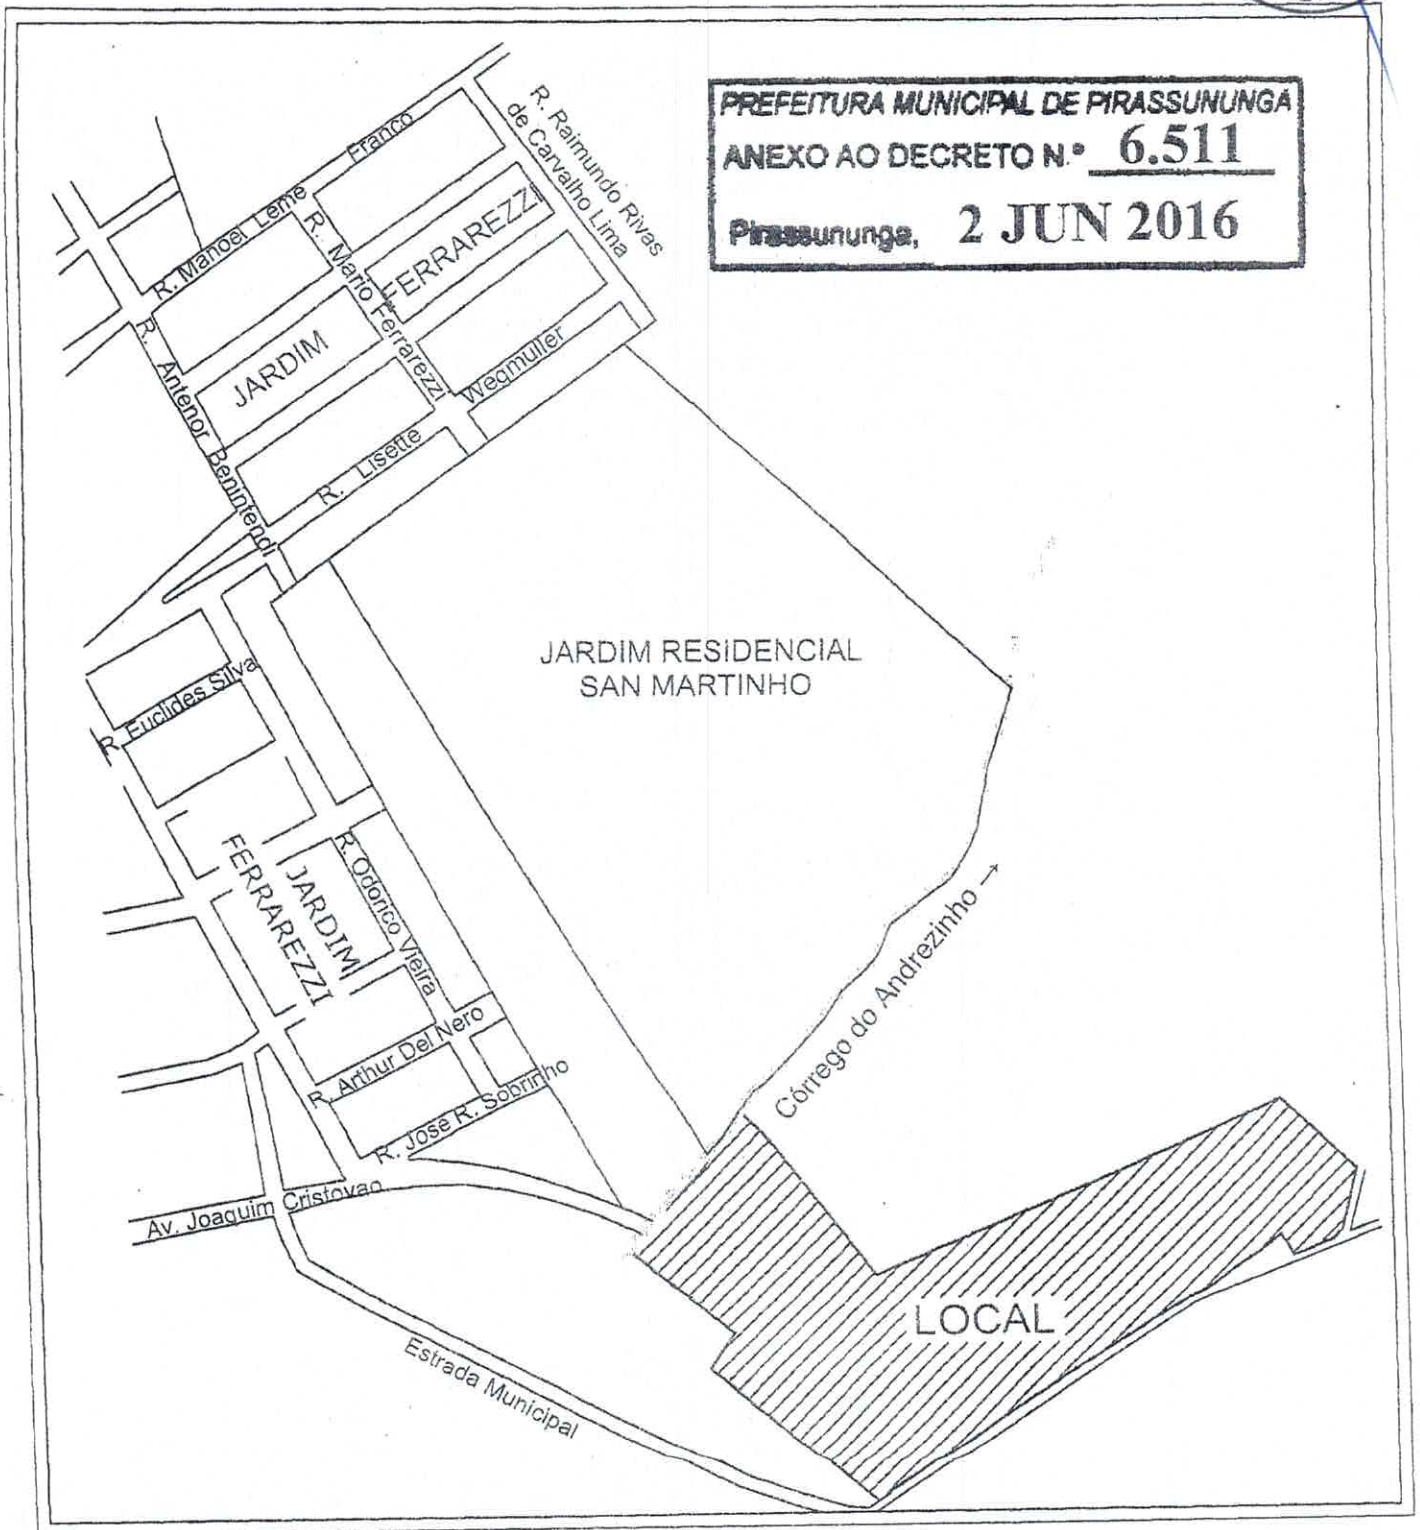 PREFEITURA MUNICIPAL DE PIRASSUNUNGA
ANEXO AO DECRETO N.º 6.511
Pirassununga, 2 JUN 2016
R. Raimundo Rivas
de Carvalho Lima
R. Manoel Leme Franco
R. Mario Ferrarezzi
JARDIM FERRAREZZI
R. Antenor Benintendi
R. Lisette Wegmuller
JARDIM RESIDENCIAL
SAN MARTINHO
R. Euclides Silva
JARDIM
FERRAREZZI
R. Odorico Vieira
R. Arthur Del Nero
R. Jose R. Sobrinho
Av. Joaquim Cristovao
Córrego do Andrezinho →
LOCAL
Estrada Municipal